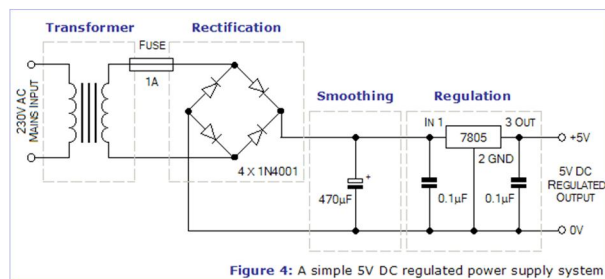 Transformer
Rectification
FUSE
1A
230V AC
MAINS INPUT
4 X 1N4001
Smoothing
470µF
+
Regulation
IN 1
7805
3 OUT
2 GND
0.1µF
0.1µF
+5V
5V DC
REGULATED
OUTPUT
0V
Figure 4: A simple 5V DC regulated power supply system